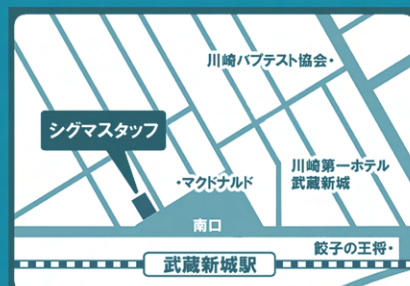 川崎バプテスト協会・
シグマスタッフ
・マクドナルド
川崎第一ホテル
武蔵新城
南口
餃子の王将・
武蔵新城駅